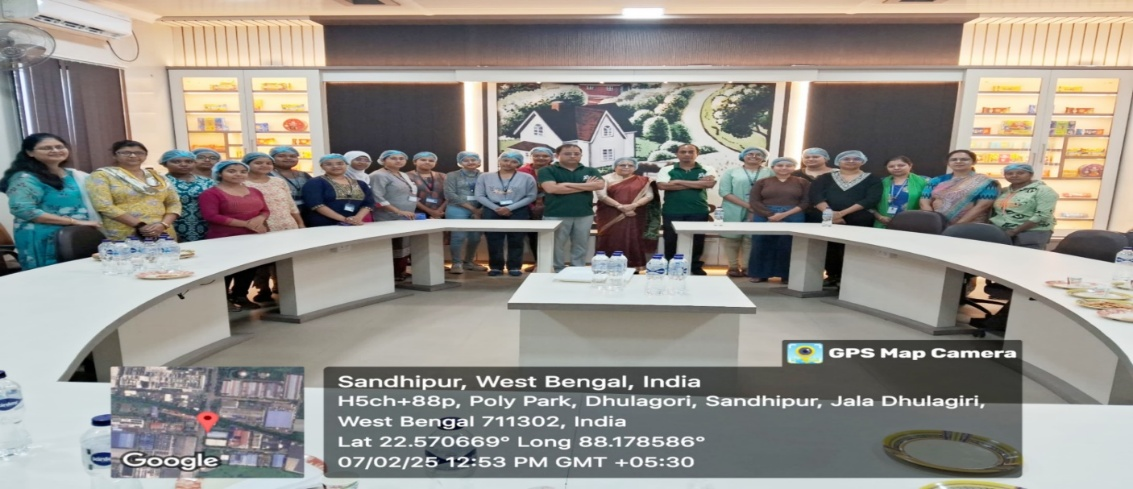 GPS Map Camera
Sandhipur, West Bengal, India
H5ch+88p, Poly Park, Dhulagori, Sandhipur, Jala Dhulagiri,
West Bengal 711302, India
Lat 22.570669° Long 88.178586°
07/02/25 12:53 PM GMT +05:30
Google